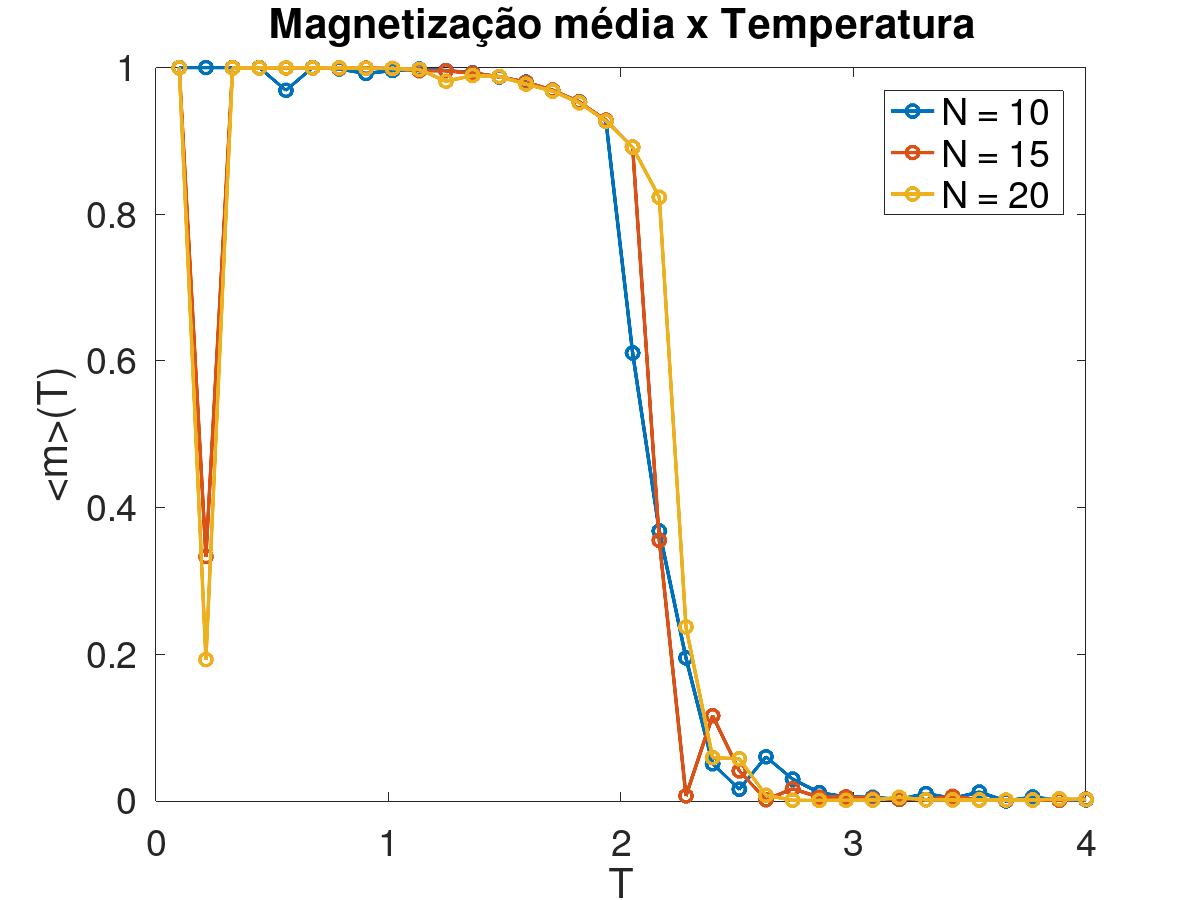 Magnetização média x Temperatura
1
0.8
0.6
0.4
0.2
0
<m>(T)
N = 10
N = 15
N = 20
0 1 2 3 4
T